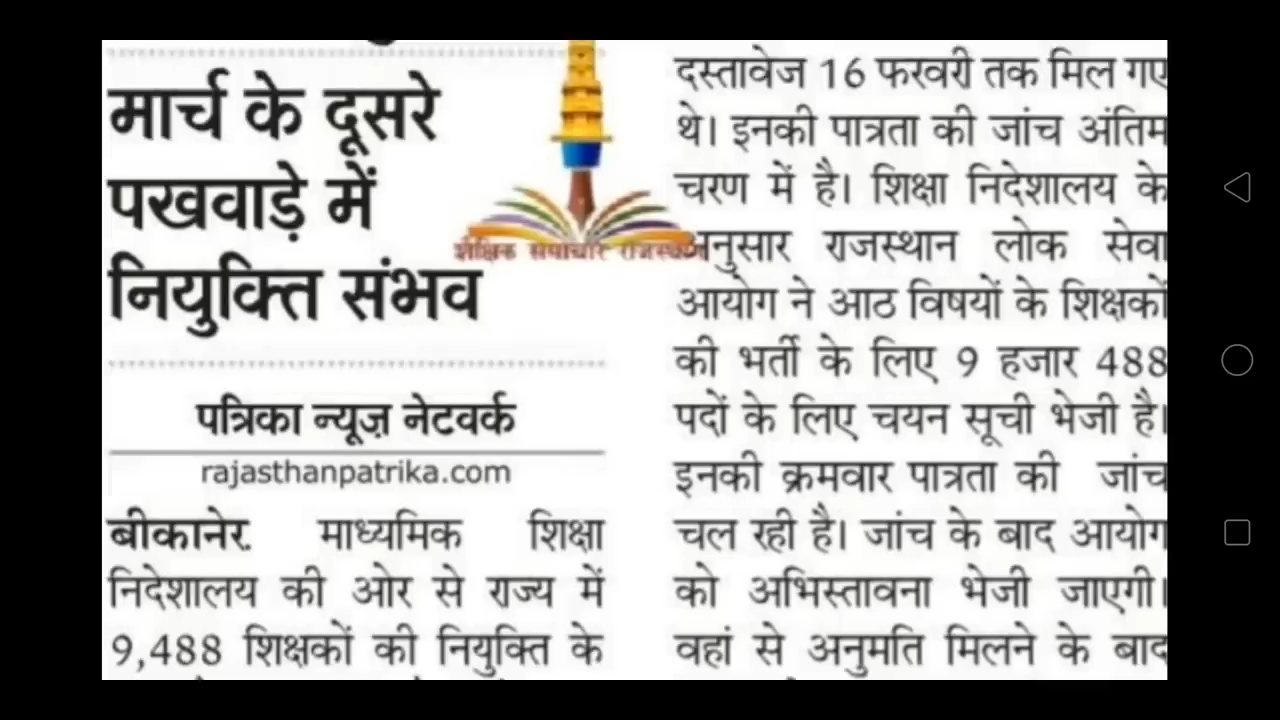 मार्च के दूसरे
पखवाड़े में
नियुक्ति संभव
पत्रिका न्यूज़ नेटवर्क
rajasthanpatrika.com
बीकानेर. माध्यमिक शिक्षा
निदेशालय की ओर से राज्य में
9,488 शिक्षकों की नियुक्ति के
शैक्षिक समाचार राजस्थान
दस्तावेज 16 फरवरी तक मिल गए
थे। इनकी पात्रता की जांच अंतिम
चरण में है। शिक्षा निदेशालय के
अनुसार राजस्थान लोक सेवा
आयोग ने आठ विषयों के शिक्षकों
की भर्ती के लिए 9 हजार 488
पदों के लिए चयन सूची भेजी है।
इनकी क्रमवार पात्रता की जांच
चल रही है। जांच के बाद आयोग
को अभिस्तावना भेजी जाएगी।
वहां से अनुमति मिलने के बाद